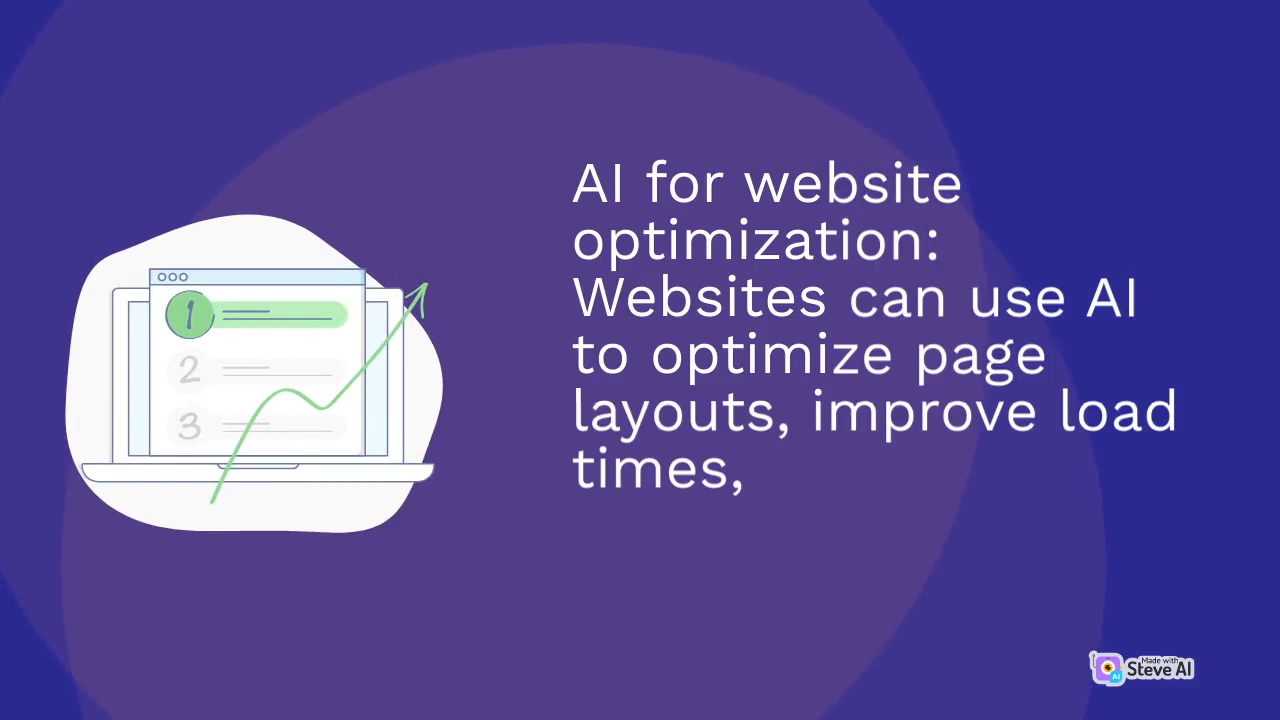 AI for website
optimization:
Websites can use AI
to optimize page
layouts, improve load
times,
1
2
3
Made with
Steve AI
AI